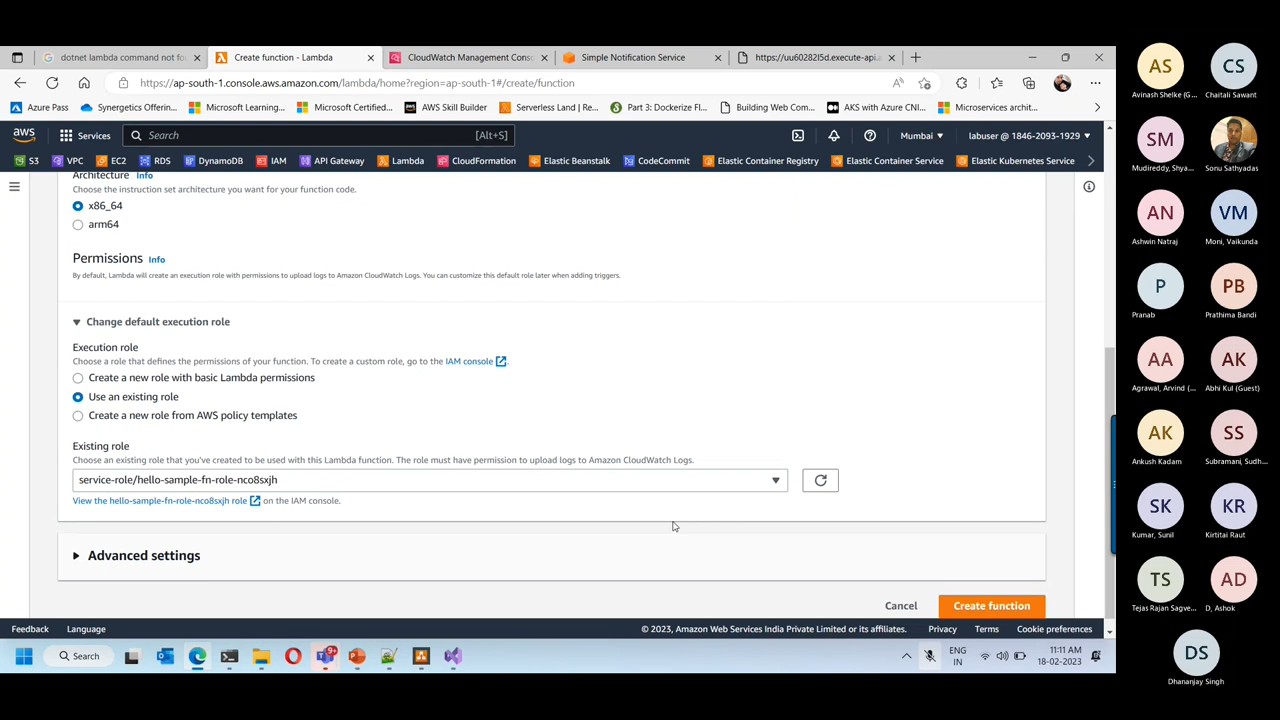 dotnet lambda command not fo
Create function - Lambda
CloudWatch Management Cons
Simple Notification Service
https://uu60282l5d.execute-api.
https://ap-south-1.console.aws.amazon.com/lambda/home?region=ap-south-1#/create/function
Azure Pass
Synergetics Offering...
Microsoft Learning...
Microsoft Certified...
AWS Skill Builder
Serverless Land | Re...
Part 3: Dockerize Fl...
Building Web Com...
AKS with Azure CNI...
Microservices archit...
aws
Services
Search
[Alt+S]
Mumbai
labuser @ 1846-2093-1929
S3
VPC
EC2
RDS
DynamoDB
IAM
API Gateway
Lambda
CloudFormation
Elastic Beanstalk
CodeCommit
Elastic Container Registry
Elastic Container Service
Elastic Kubernetes Service
Architecture Info
Choose the instruction set architecture you want for your function code.
x86_64
arm64
Permissions Info
By default, Lambda will create an execution role with permissions to upload logs to Amazon CloudWatch Logs. You can customize this default role later when adding triggers.
Change default execution role
Execution role
Choose a role that defines the permissions of your function. To create a custom role, go to the IAM console.
Create a new role with basic Lambda permissions
Use an existing role
Create a new role from AWS policy templates
Existing role
Choose an existing role that you've created to be used with this Lambda function. The role must have permission to upload logs to Amazon CloudWatch Logs.
service-role/hello-sample-fn-role-nco8sxjh
View the hello-sample-fn-role-nco8sxjh role on the IAM console.
Advanced settings
Cancel
Create function
Feedback
Language
© 2023, Amazon Web Services India Private Limited or its affiliates.
Privacy
Terms
Cookie preferences
Search
9+
ENG
IN
11:11 AM
18-02-2023
AS
Avinash Shelke (G...
CS
Chaitali Sawant
SM
Mudireddy, Shya...
Sonu Sathyadas
AN
Ashwin Natraj
VM
Moni, Vaikunda
P
Pranab
PB
Prathima Bandi
AA
Agrawal, Arvind (...
AK
Abhi Kul (Guest)
AK
Ankush Kadam
SS
Subramani, Sudh...
SK
Kumar, Sunil
KR
Kirtitai Raut
TS
Tejas Rajan Sagve...
AD
D, Ashok
DS
Dhananjay Singh